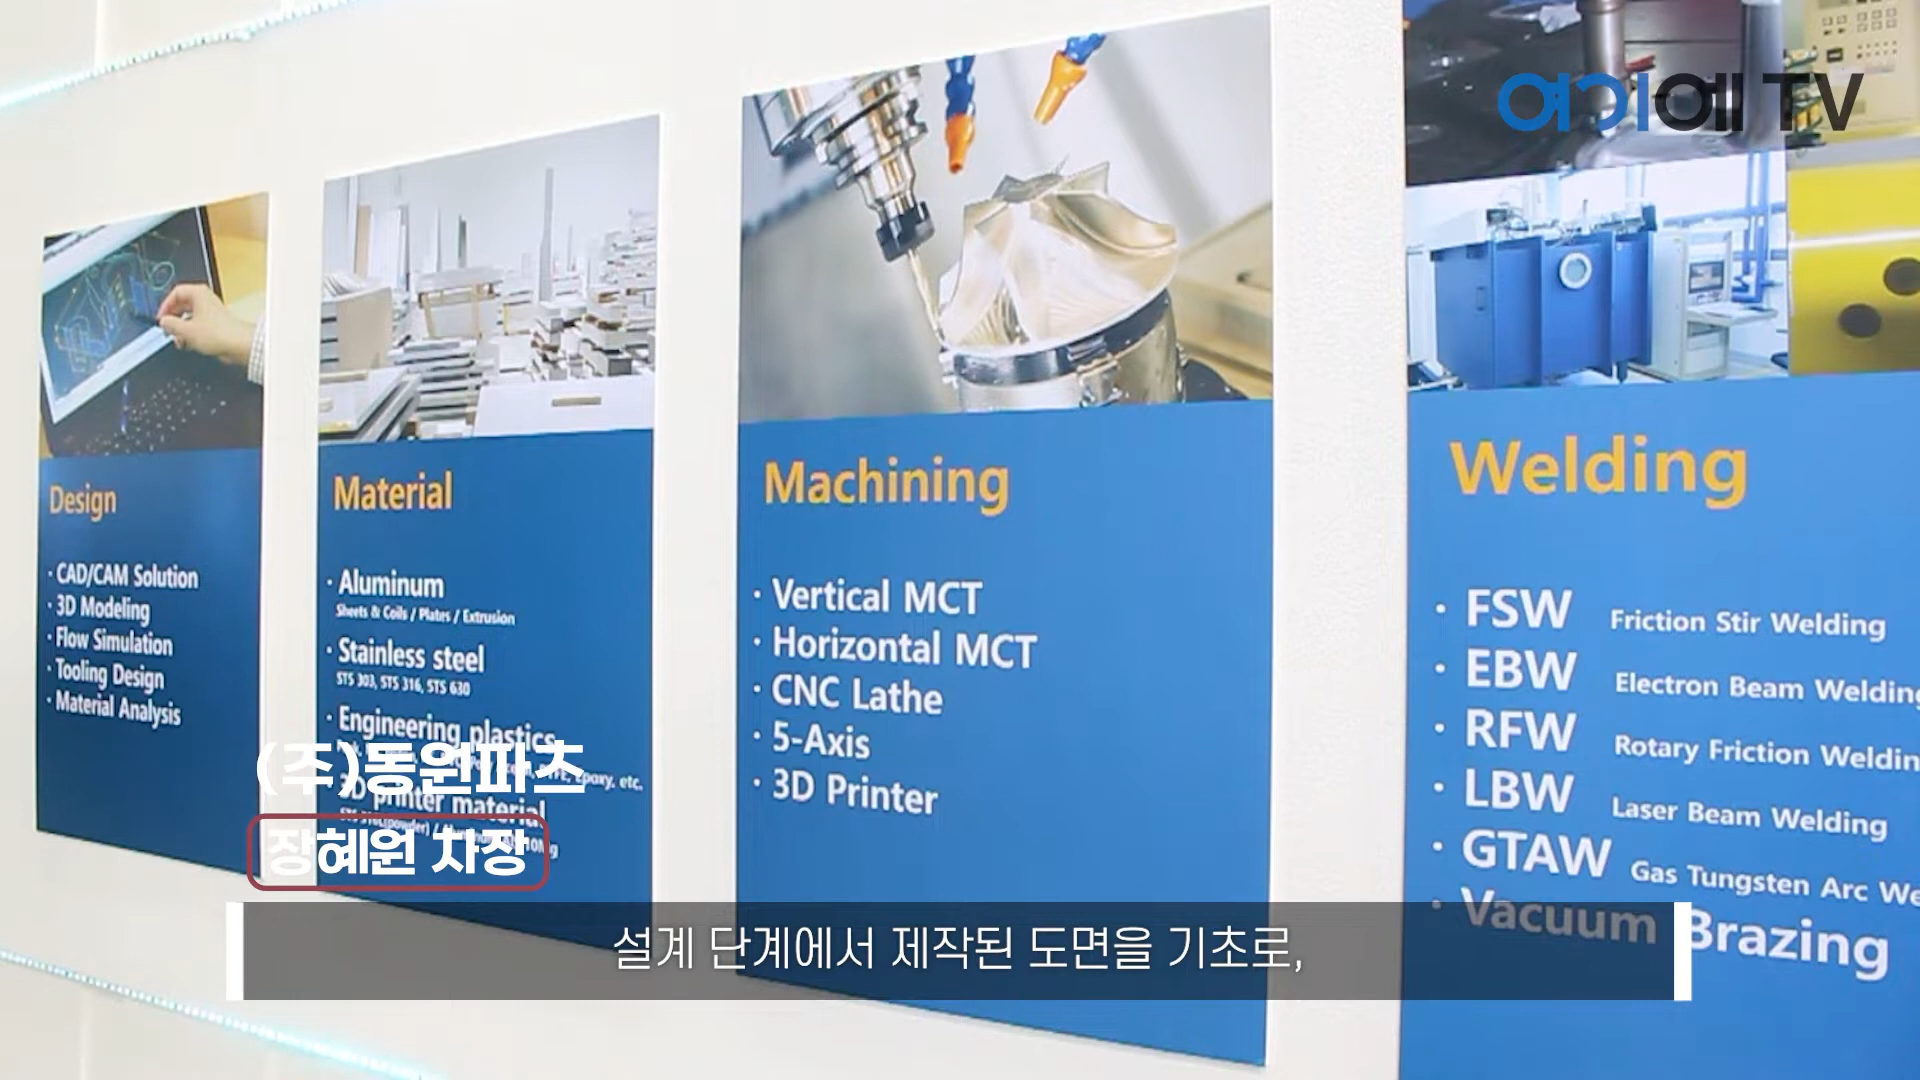 여기에 TV
Design
· CAD/CAM Solution
· 3D Modeling
· Flow Simulation
· Tooling Design
· Material Analysis
Material
· Aluminum
Sheets & Coils / Plates / Extrusion
· Stainless steel
STS 303, STS 316, STS 630
· Engineering plastics
Epoxy, etc.
3D printer material
Machining
· Vertical MCT
· Horizontal MCT
· CNC Lathe
· 5-Axis
· 3D Printer
Welding
· FSW Friction Stir Welding
· EBW Electron Beam Welding
· RFW Rotary Friction Weldin
· LBW Laser Beam Welding
· GTAW Gas Tungsten Arc We
· Vacuum Brazing
(주)동원파츠
장혜원 차장
설계 단계에서 제작된 도면을 기초로,